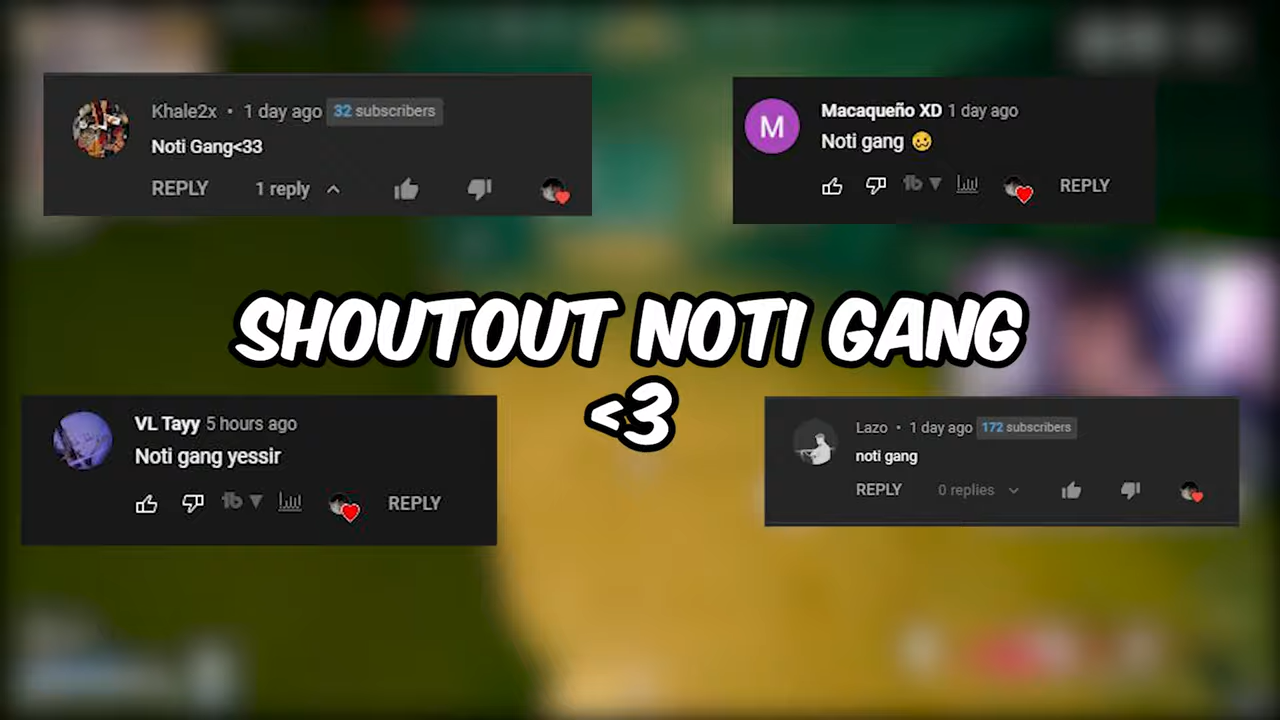 Khale2x • 1 day ago 32 subscribers
Noti Gang<33
REPLY 1 reply
Macaqueño XD 1 day ago
Noti gang 🥴
REPLY
SHOUTOUT NOTI GANG
<3
VL Tayy 5 hours ago
Noti gang yessir
REPLY
Lazo • 1 day ago 172 subscribers
noti gang
REPLY 0 replies